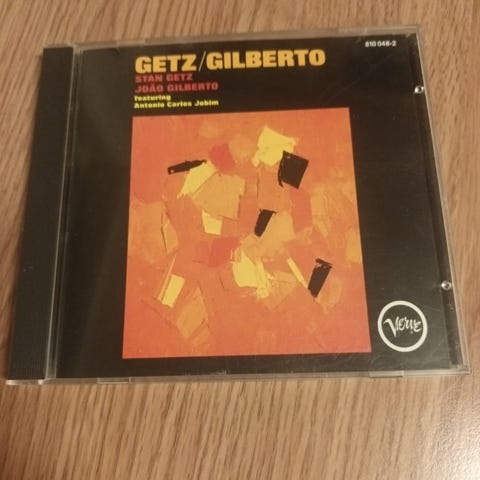 810 048-2
GETZ/GILBERTO
STAN GETZ
JOÃO GILBERTO
featuring
Antonio Carlos Jobim
VERVE